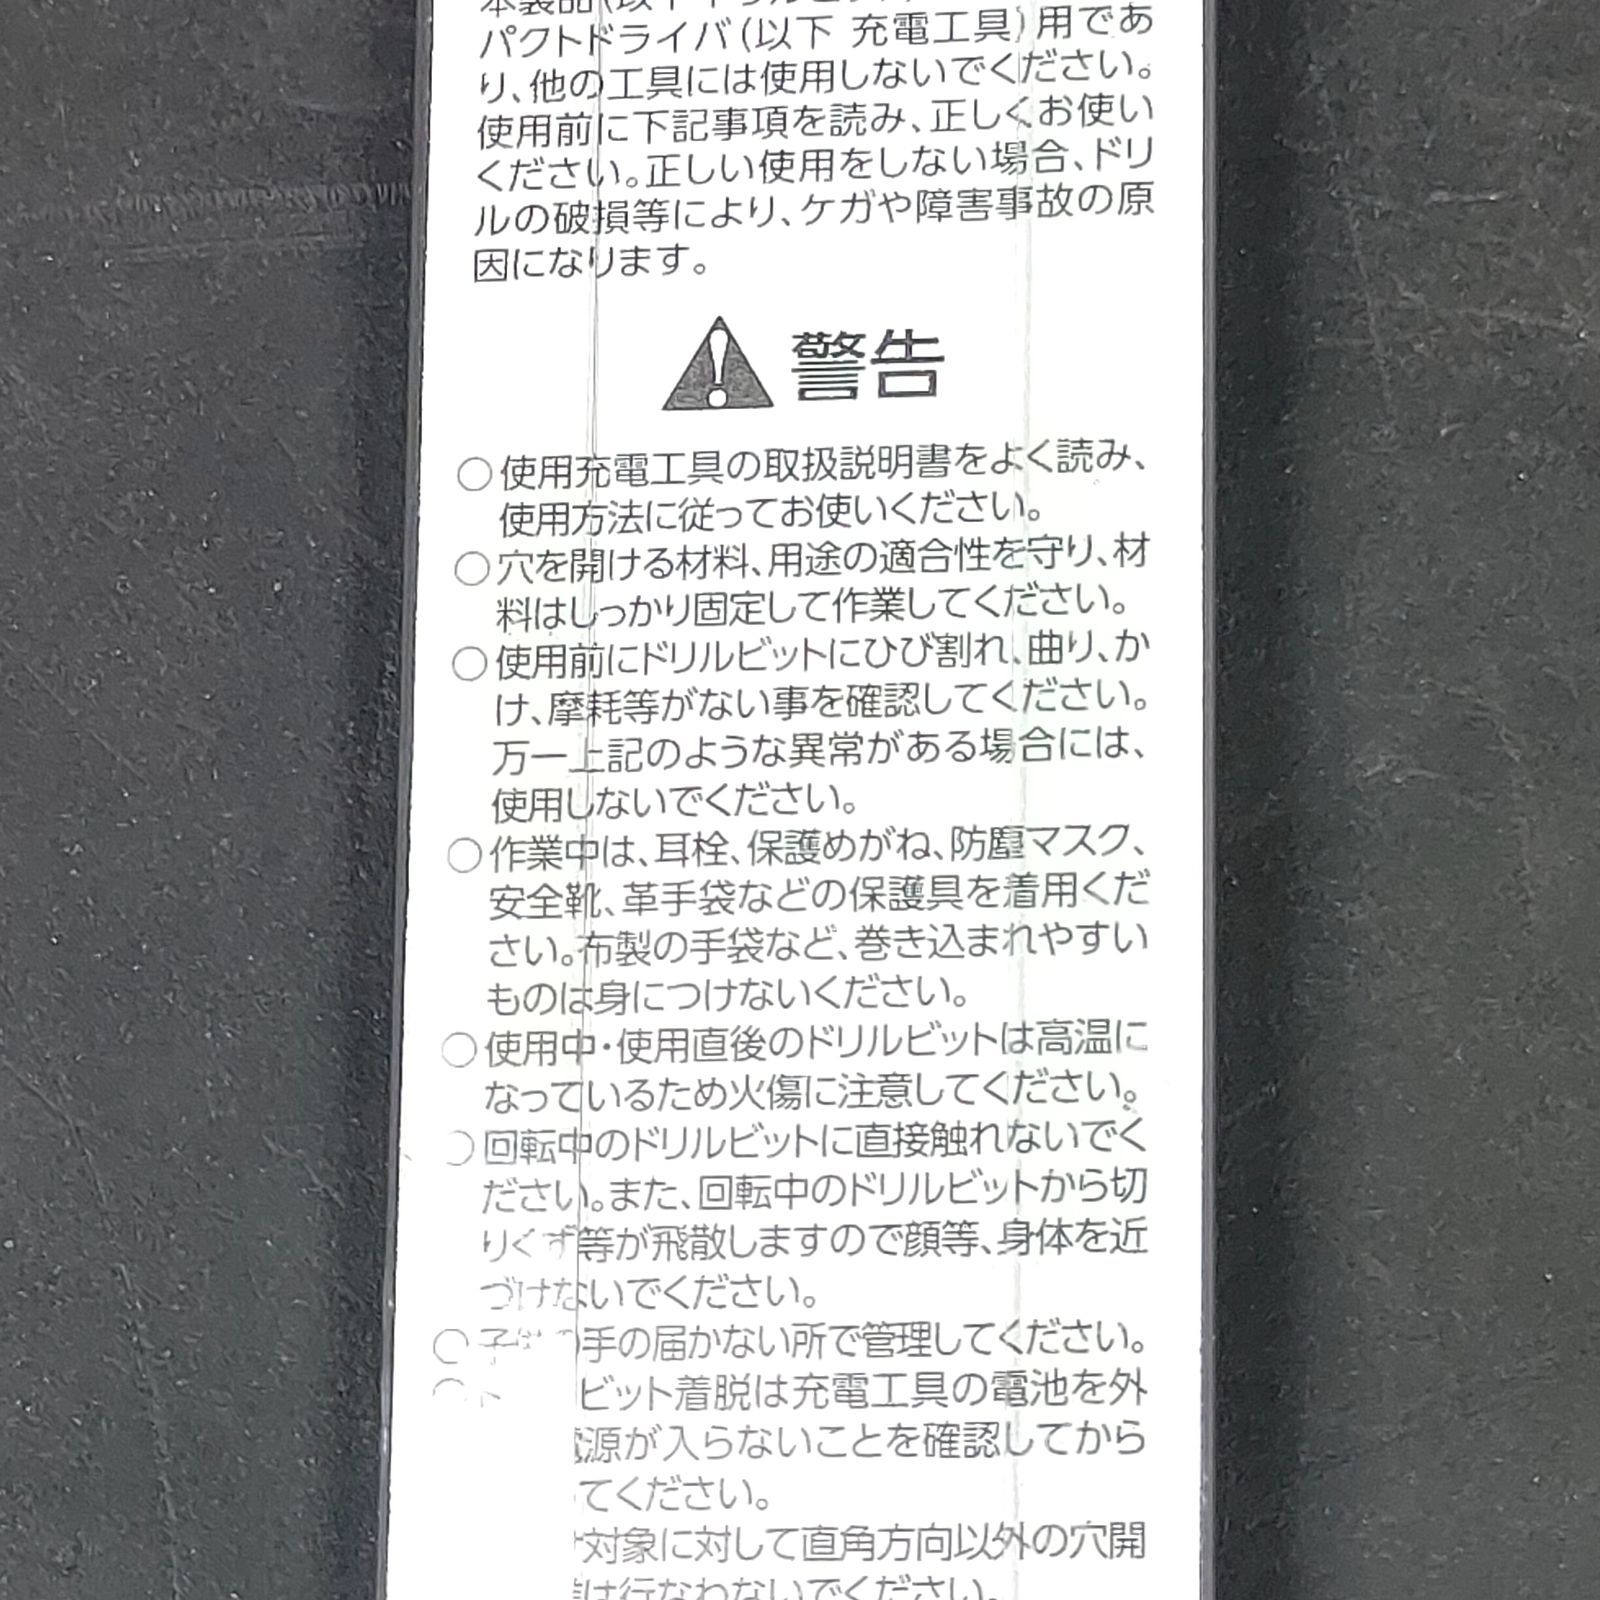 パクトドライバ(以下 充電工具)用であ
り、他の工具には使用しないでください。
使用前に下記事項を読み、正しくお使い
ください。正しい使用をしない場合、ドリ
ルの破損等により、ケガや障害事故の原
因になります。
警告
○使用充電工具の取扱説明書をよく読み、
使用方法に従ってお使いください。
○穴を開ける材料、用途の適合性を守り、材
料はしっかり固定して作業してください。
○使用前にドリルビットにひび割れ、曲り、か
け、摩耗等がない事を確認してください。
万一上記のような異常がある場合には、
使用しないでください。
○作業中は、耳栓、保護めがね、防塵マスク、
安全靴、革手袋などの保護具を着用くだ
さい。布製の手袋など、巻き込まれやすい
ものは身につけないください。
○使用中・使用直後のドリルビットは高温に
なっているため火傷に注意してください。
○回転中のドリルビットに直接触れないでく
ださい。また、回転中のドリルビットから切
りくず等が飛散しますので顔等、身体を近
づけないでください。
○子供の手の届かない所で管理してください。
○ ビット着脱は充電工具の電池を外
源が入らないことを確認してから
てください。
対象に対して直角方向以外の穴開
は行なわないでください。